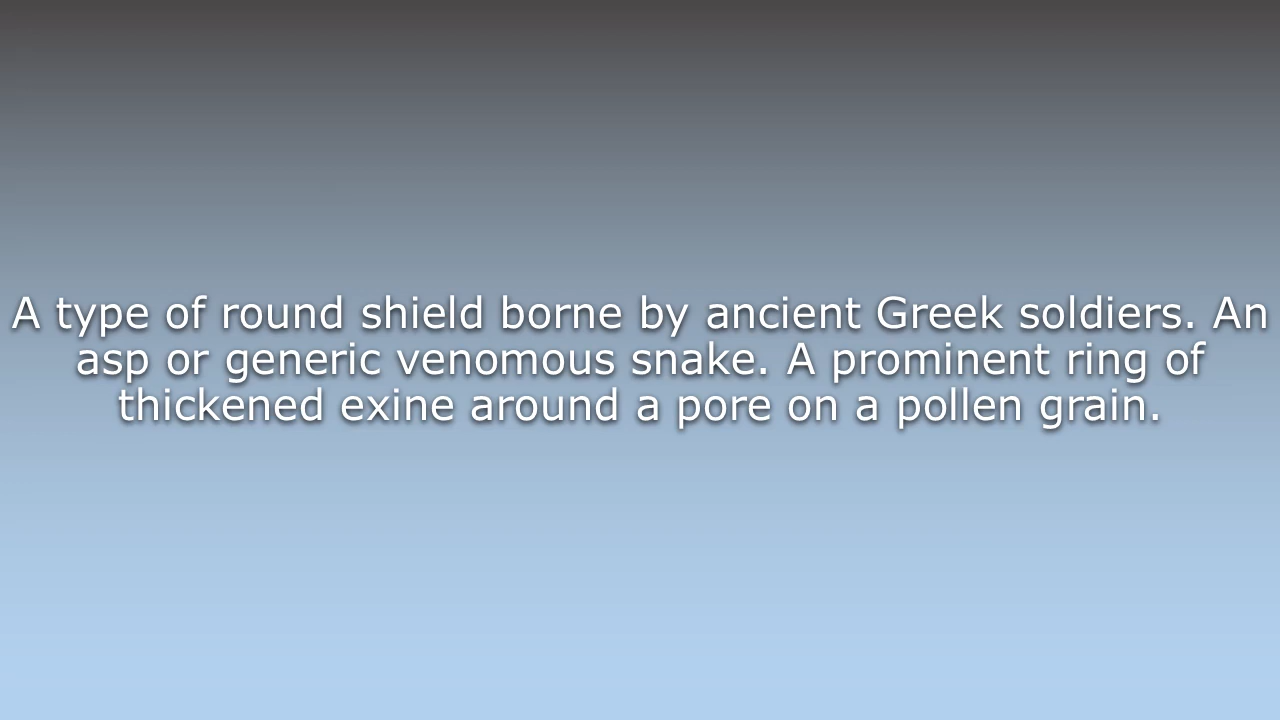 A type of round shield borne by ancient Greek soldiers. An
asp or generic venomous snake. A prominent ring of
thickened exine around a pore on a pollen grain.